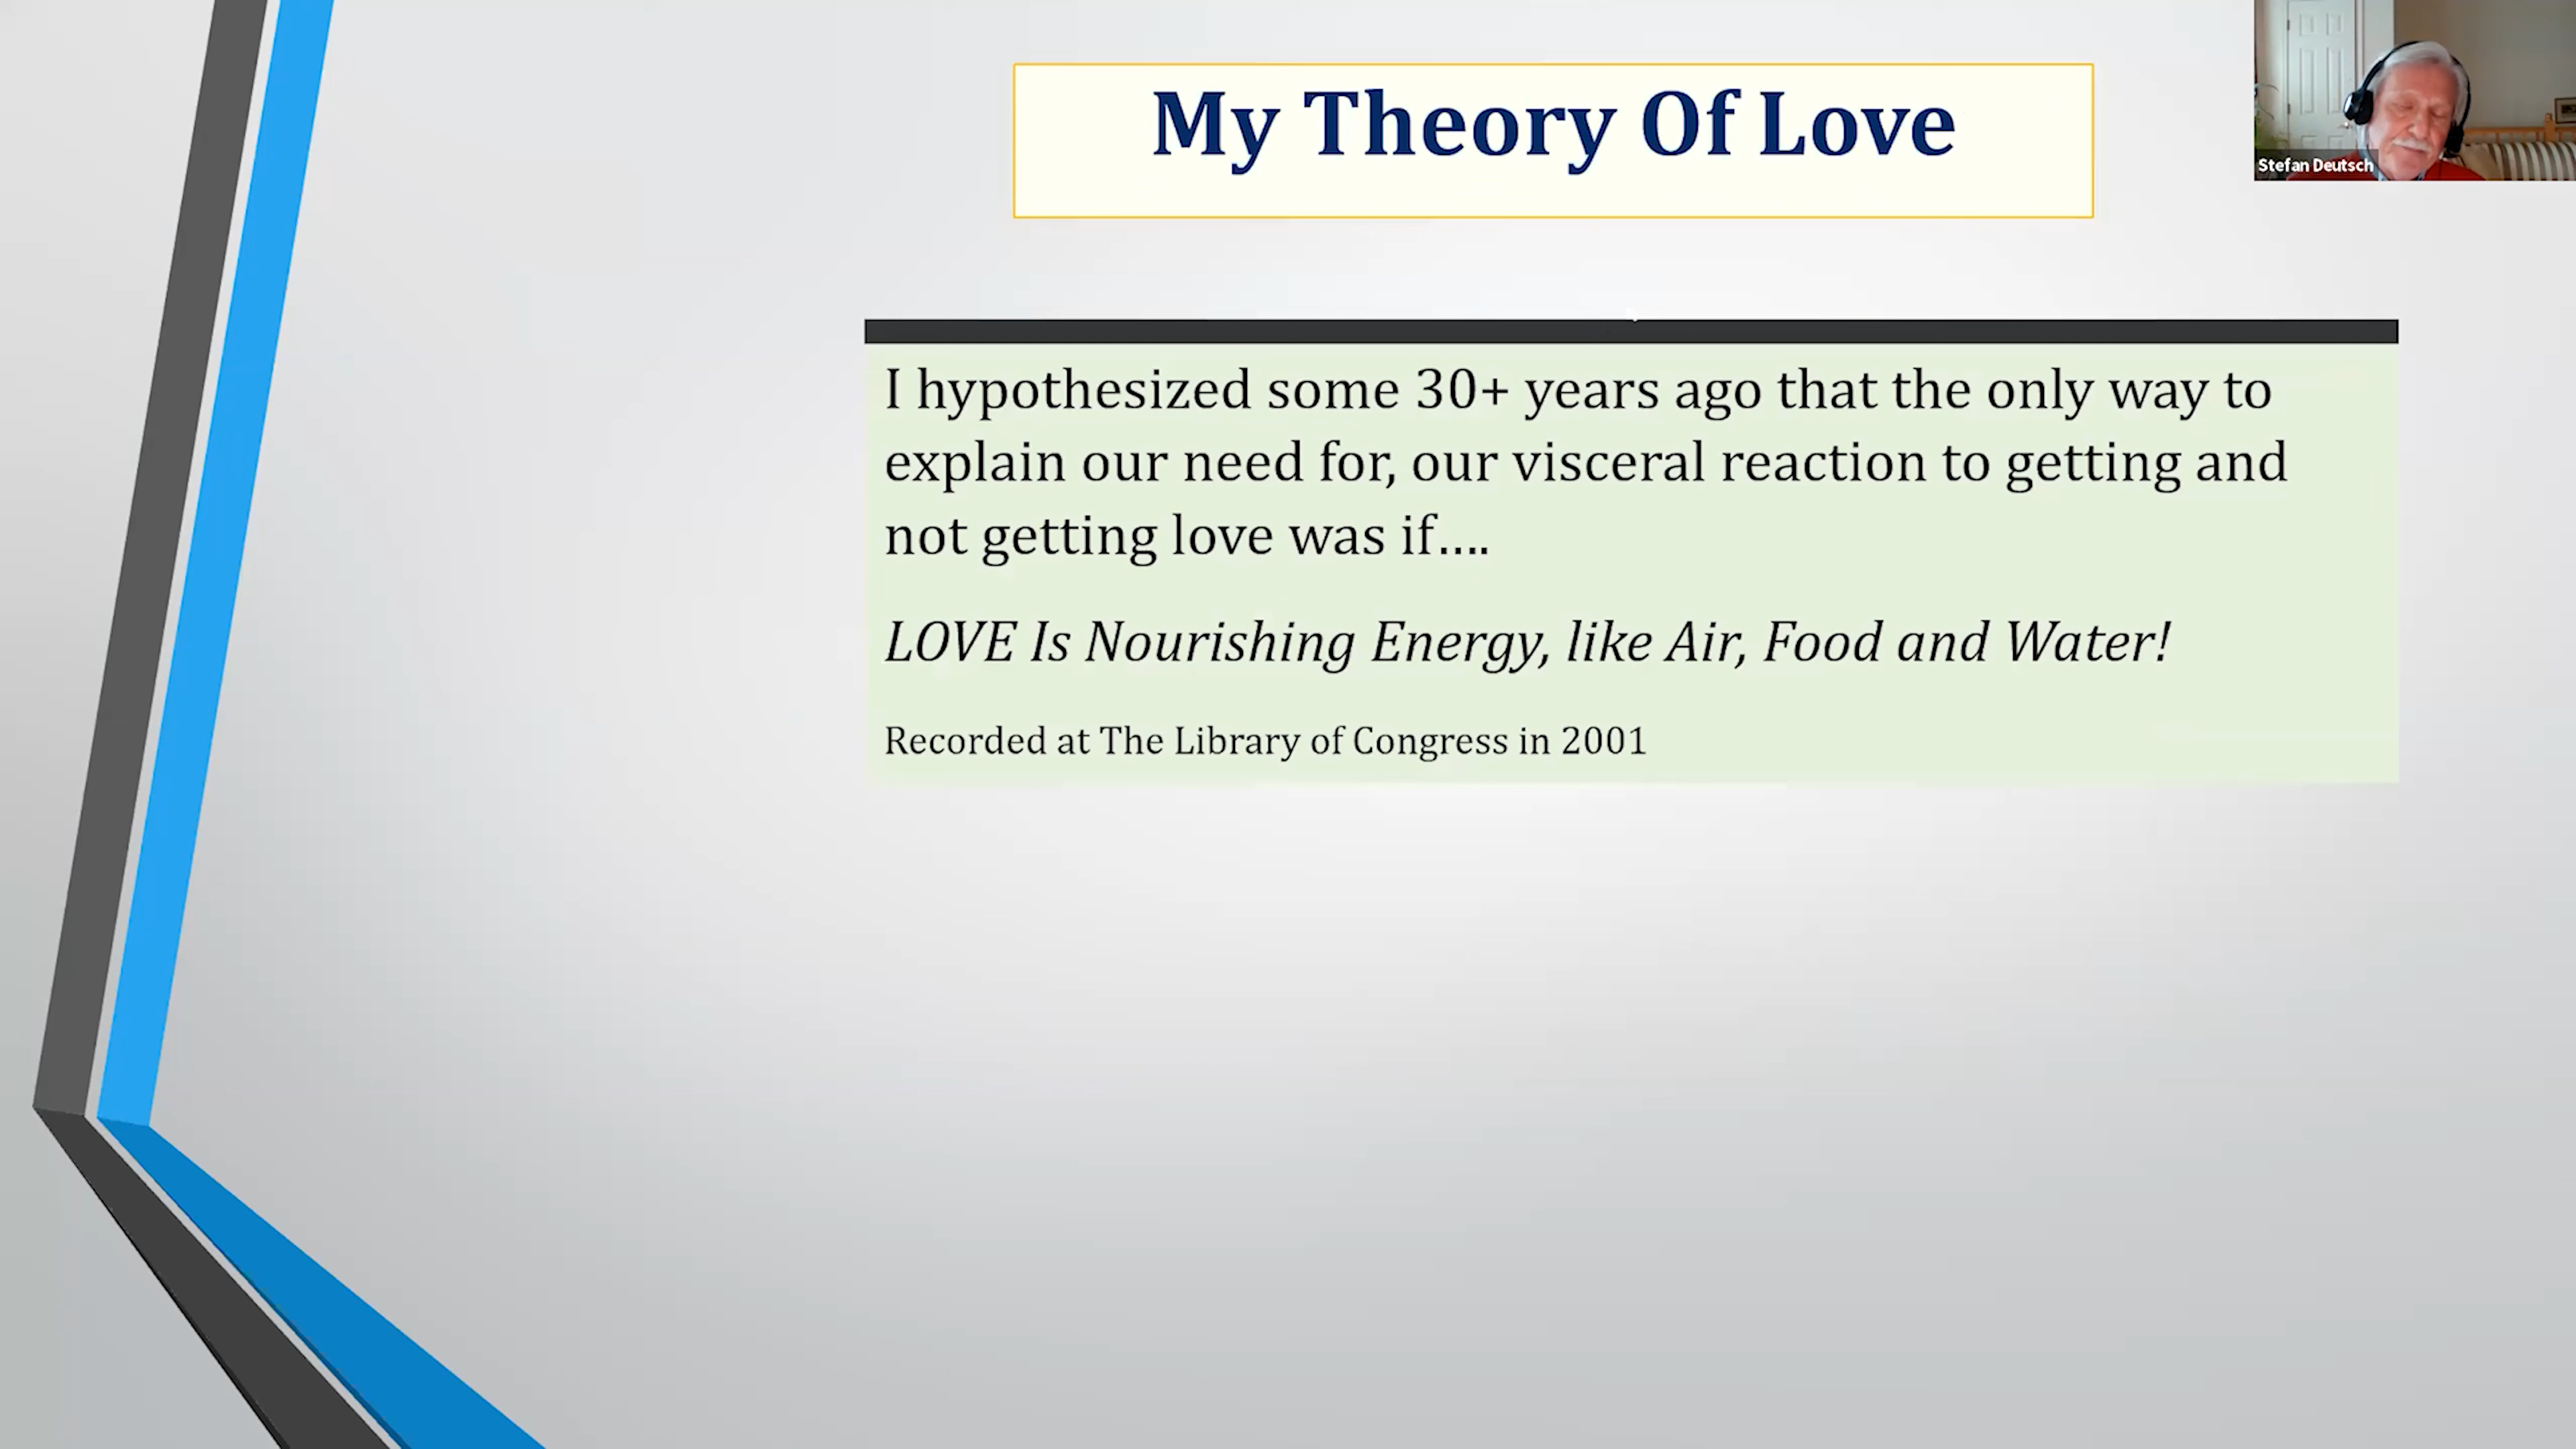 My Theory Of Love
Stefan Deutsch
I hypothesized some 30+ years ago that the only way to
explain our need for, our visceral reaction to getting and
not getting love was if....
LOVE Is Nourishing Energy, like Air, Food and Water!
Recorded at The Library of Congress in 2001